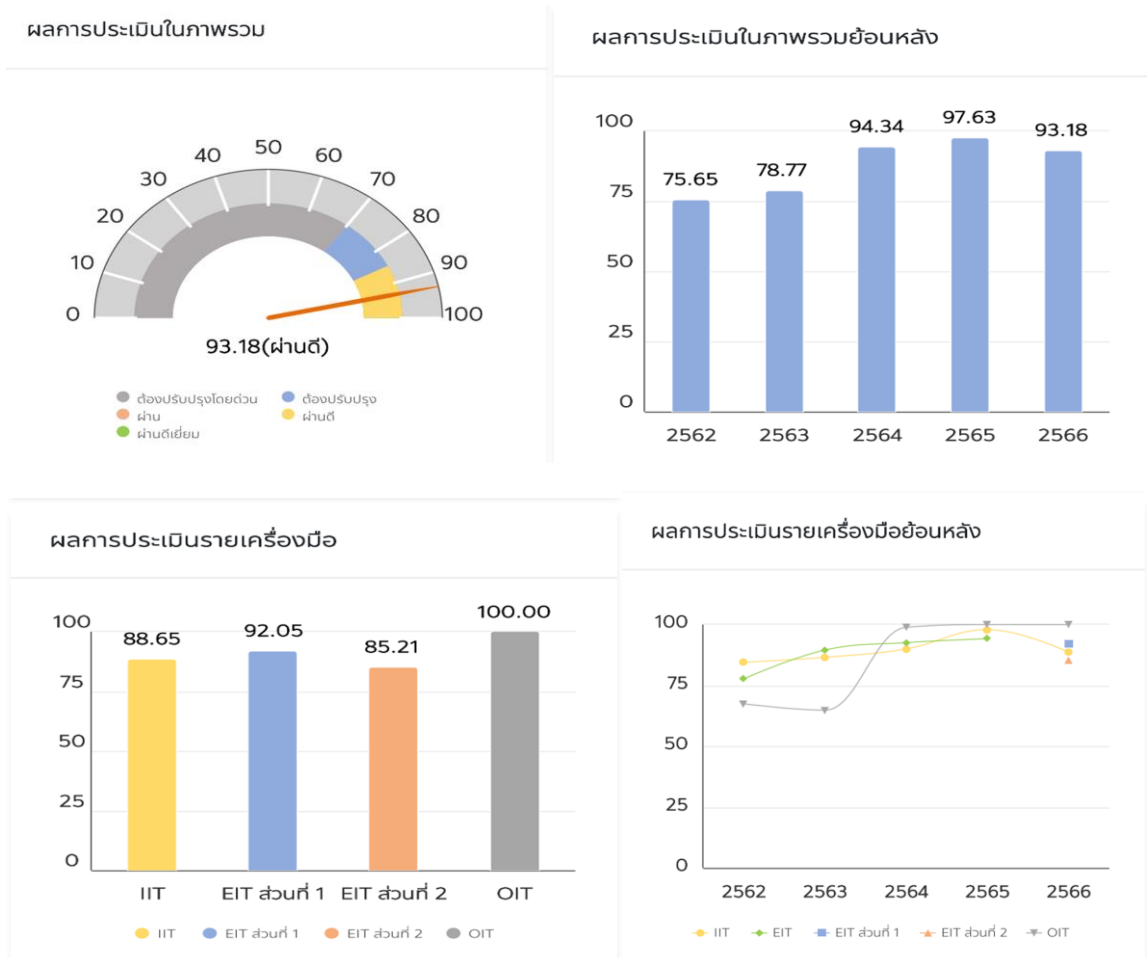 ผลการประเมินในภาพรวม
0
10
20
30
40
50
60
70
80
90
100
93.18(ผ่านดี)
ต้องปรับปรุงโดยด่วน ต้องปรับปรุง
ผ่าน ผ่านดี
ผ่านดีเยี่ยม
ผลการประเมินในภาพรวมย้อนหลัง
100
75
50
25
0
75.65
78.77
94.34
97.63
93.18
2562 2563 2564 2565 2566
ผลการประเมินรายเครื่องมือ
100
75
50
25
0
88.65
92.05
85.21
100.00
IIT EIT ส่วนที่ 1 EIT ส่วนที่ 2 OIT
IIT EIT ส่วนที่ 1 EIT ส่วนที่ 2 OIT
ผลการประเมินรายเครื่องมือย้อนหลัง
100
75
50
25
0
2562 2563 2564 2565 2566
IIT EIT EIT ส่วนที่ 1 EIT ส่วนที่ 2 OIT